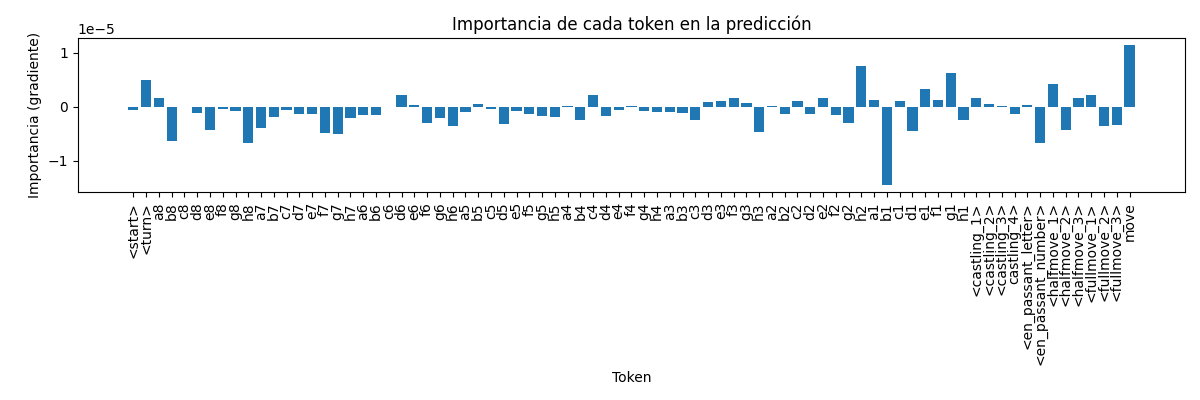 Importancia de cada token en la predicción
1e−5
Importancia (gradiente)
1
0
−1
<start>
<turn>
a8
b8
c8
d8
e8
f8
g8
h8
a7
b7
c7
d7
e7
f7
g7
h7
a6
b6
c6
d6
e6
f6
g6
h6
a5
b5
c5
d5
e5
f5
g5
h5
a4
b4
c4
d4
e4
f4
g4
h4
a3
b3
c3
d3
e3
f3
g3
h3
a2
b2
c2
d2
e2
f2
g2
h2
a1
b1
c1
d1
e1
f1
g1
h1
<castling_1>
<castling_2>
<castling_3>
castling_4>
<en_passant_letter>
<en_passant_number>
<halfmove_1>
<halfmove_2>
<halfmove_3>
<fullmove_1>
<fullmove_2>
<fullmove_3>
move
Token